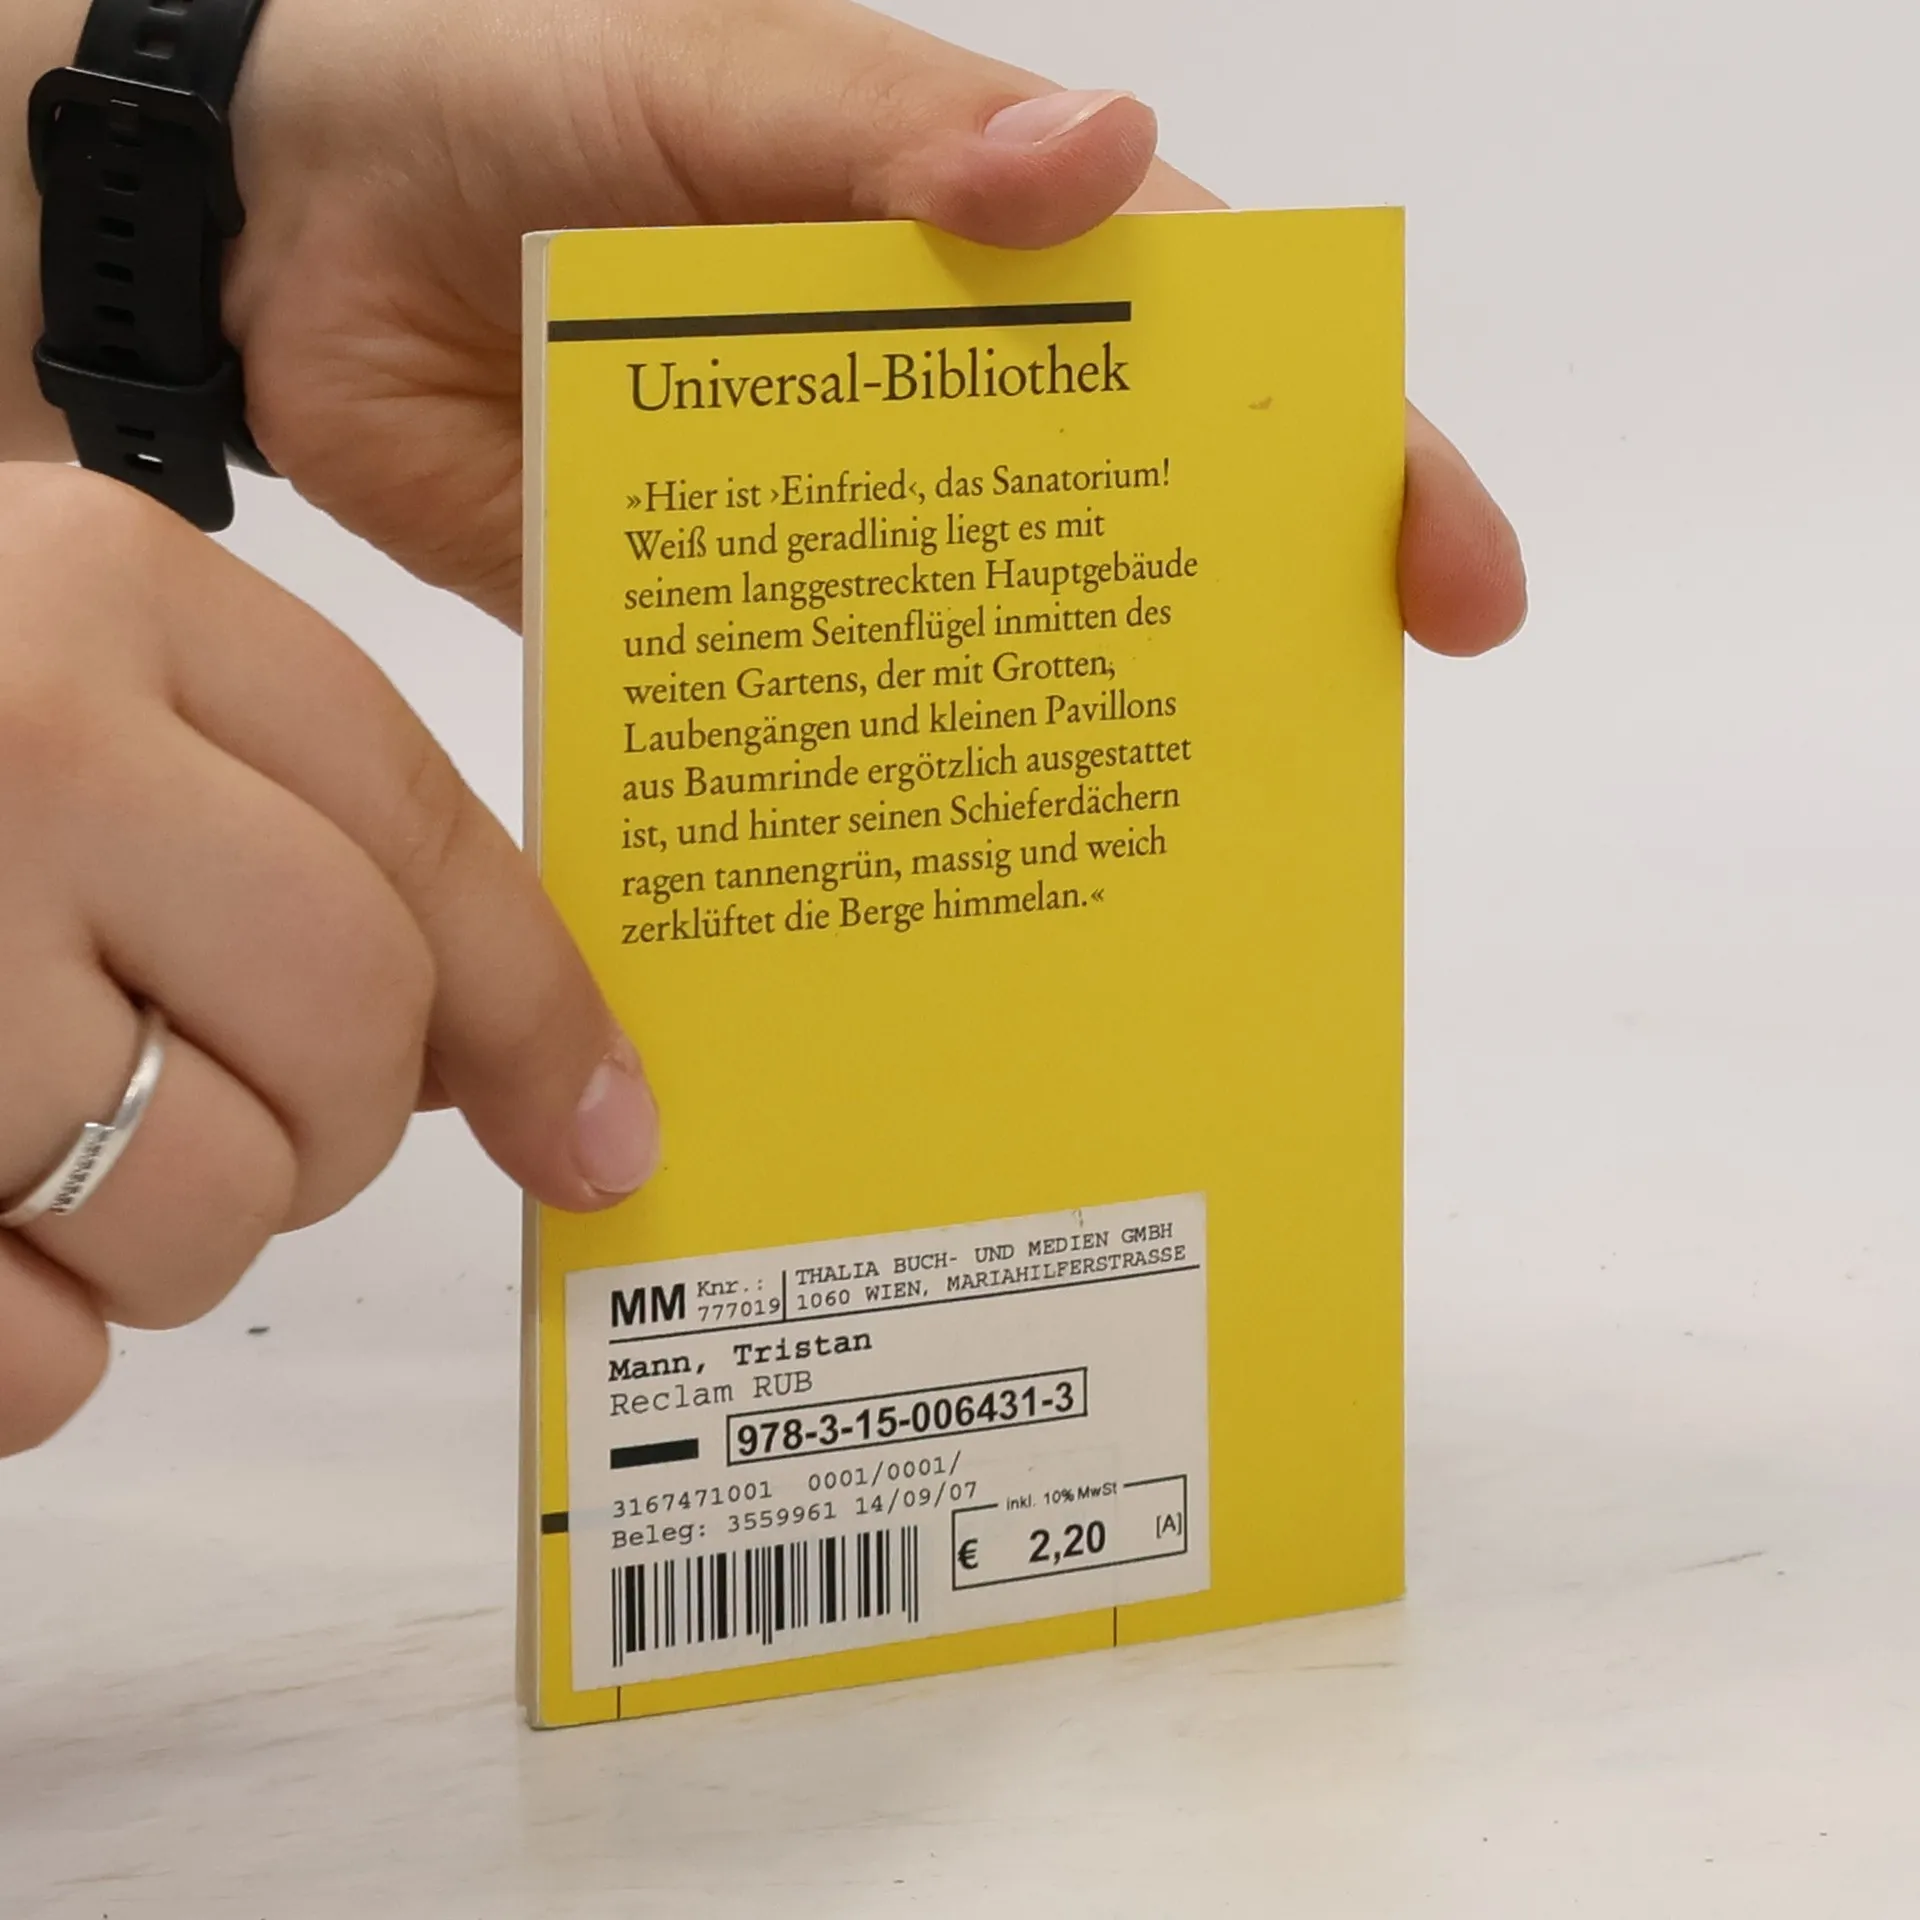 Universal-Bibliothek
»Hier ist ›Einfried‹, das Sanatorium!
Weiß und geradlinig liegt es mit
seinem langgestreckten Hauptgebäude
und seinem Seitenflügel inmitten des
weiten Gartens, der mit Grotten,
Laubengängen und kleinen Pavillons
aus Baumrinde ergötzlich ausgestattet
ist, und hinter seinen Schieferdächern
ragen tannengrün, massig und weich
zerklüftet die Berge himmelan.«
MM Knr.: THALIA BUCH- UND MEDIEN GMBH
777019 1060 WIEN, MARIAHILFERSTRASSE
Mann, Tristan
Reclam RUB
978-3-15-006431-3
3167471001 0001/0001/
Beleg: 3559961 14/09/07
inkl. 10% MwSt
€ 2,20 [A]